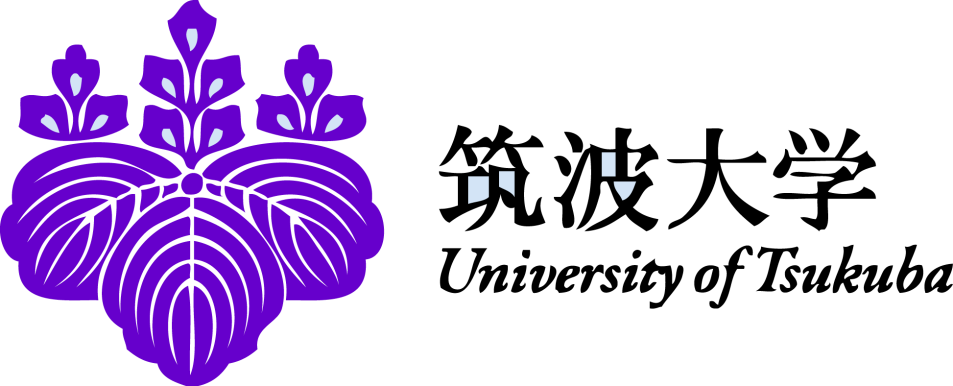 筑波大学
University of Tsukuba